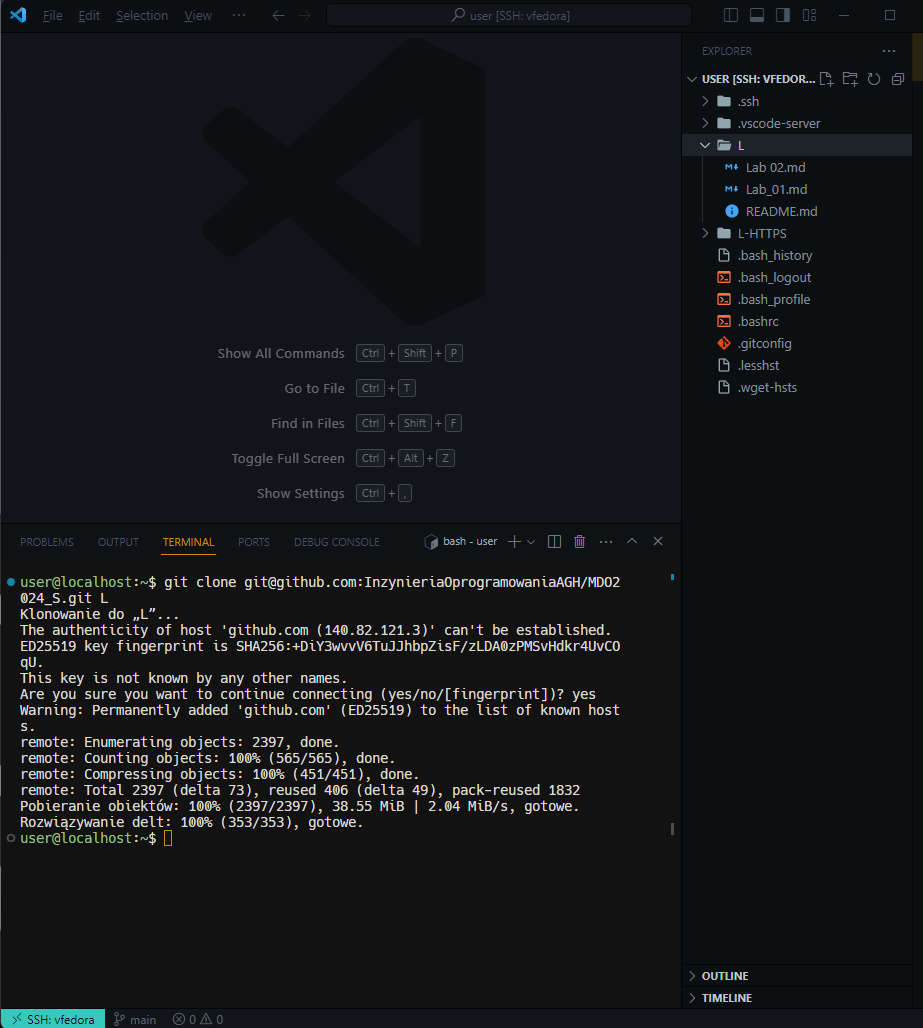 File Edit Selection View ··· user [SSH: vfedora]
Show All Commands Ctrl + Shift + P
Go to File Ctrl + T
Find in Files Ctrl + Shift + F
Toggle Full Screen Ctrl + Alt + Z
Show Settings Ctrl + ,
PROBLEMS OUTPUT TERMINAL PORTS DEBUG CONSOLE bash - user
user@localhost:~$ git clone git@github.com:InzynieriaOprogramowaniaAGH/MDO2
024_S.git L
Klonowanie do „L”...
The authenticity of host 'github.com (140.82.121.3)' can't be established.
ED25519 key fingerprint is SHA256:+DiY3wvvV6TuJJhbpZisF/zLDA0zPMSvHdkr4UvCO
qU.
This key is not known by any other names.
Are you sure you want to continue connecting (yes/no/[fingerprint])? yes
Warning: Permanently added 'github.com' (ED25519) to the list of known host
s.
remote: Enumerating objects: 2397, done.
remote: Counting objects: 100% (565/565), done.
remote: Compressing objects: 100% (451/451), done.
remote: Total 2397 (delta 73), reused 406 (delta 49), pack-reused 1832
Pobieranie obiektów: 100% (2397/2397), 38.55 MiB | 2.04 MiB/s, gotowe.
Rozwiązywanie delt: 100% (353/353), gotowe.
user@localhost:~$
EXPLORER
USER [SSH: VFEDOR...
.ssh
.vscode-server
L
Lab 02.md
Lab_01.md
README.md
L-HTTPS
.bash_history
.bash_logout
.bash_profile
.bashrc
.gitconfig
.lesshst
.wget-hsts
OUTLINE
TIMELINE
SSH: vfedora main 0 0